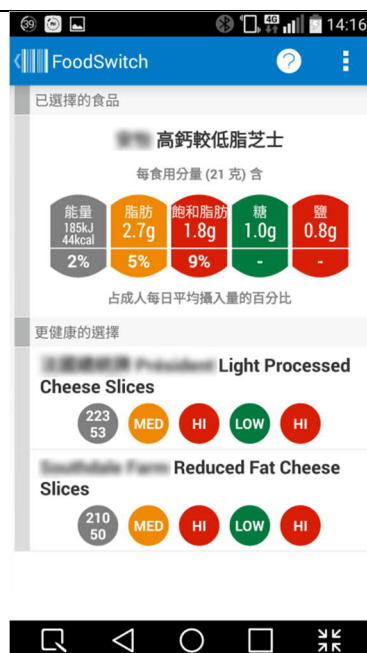 39 4G 14:16
FoodSwitch ?
已選擇的食品
高鈣較低脂芝士
每食用分量 (21 克) 含
能量 脂肪 飽和脂肪 糖 鹽
185kJ 44kcal 2.7g 1.8g 1.0g 0.8g
2% 5% 9% - -
占成人每日平均攝入量的百分比
更健康的選擇
Light Processed
Cheese Slices
223 53 MED HI LOW HI
Reduced Fat Cheese
Slices
210 50 MED HI LOW HI